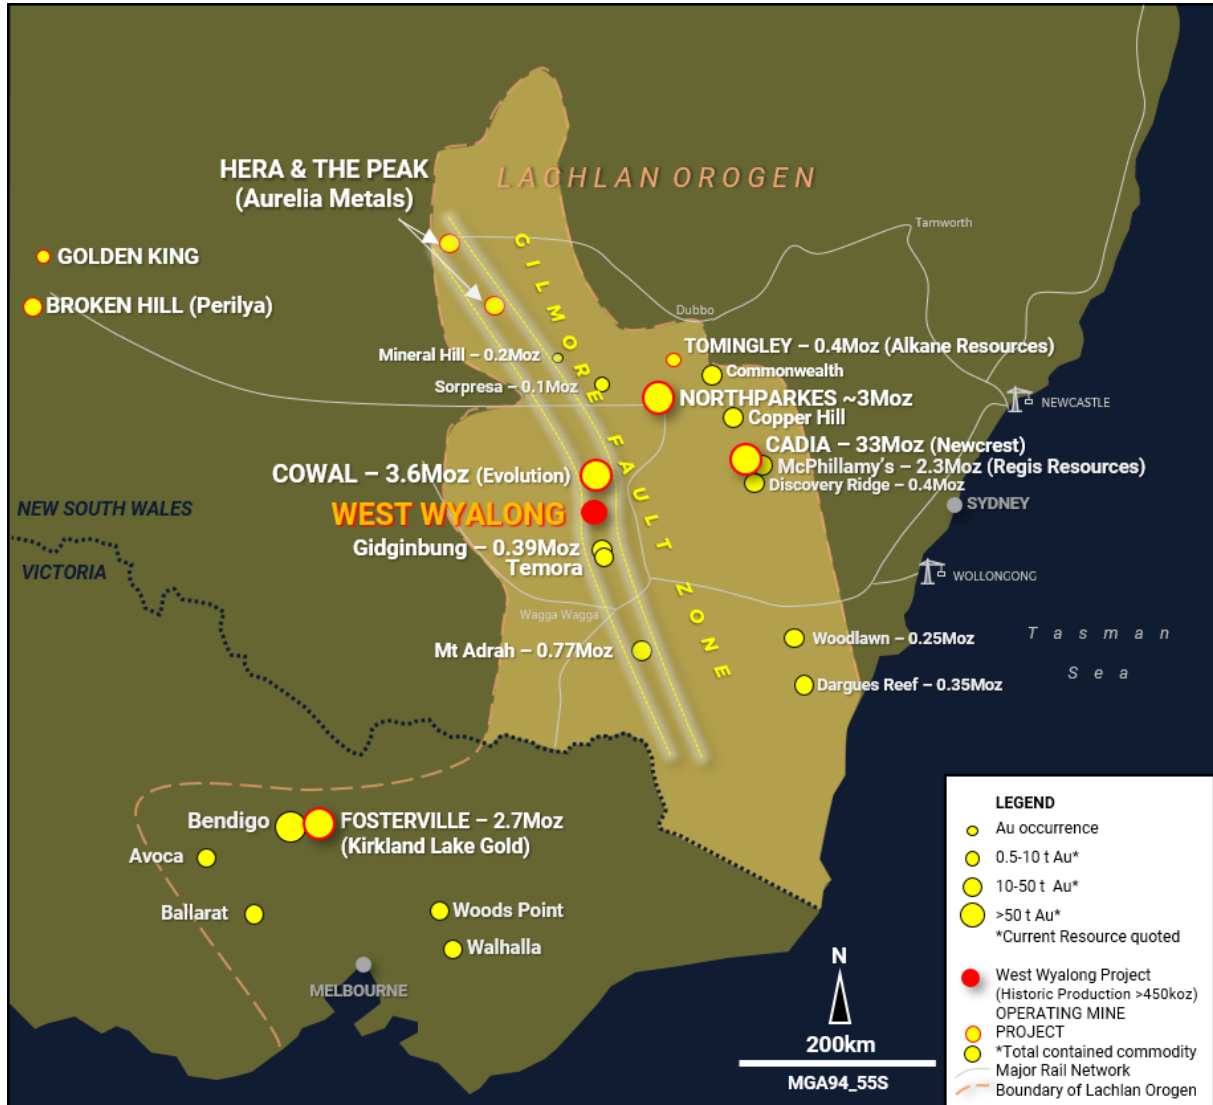 LACHLAN OROGEN
HERA & THE PEAK
(Aurelia Metals)
Tamworth
GILMORE FAULT ZONE
GOLDEN KING
BROKEN HILL (Perilya)
Dubbo
TOMINGLEY – 0.4Moz (Alkane Resources)
Mineral Hill – 0.2Moz
Commonwealth
Sorpresa – 0.1Moz
NORTHPARKES ~3Moz
NEWCASTLE
Copper Hill
CADIA – 33Moz (Newcrest)
McPhillamy's – 2.3Moz (Regis Resources)
COWAL – 3.6Moz (Evolution)
Discovery Ridge – 0.4Moz
SYDNEY
NEW SOUTH WALES
WEST WYALONG
Gidginbung – 0.39Moz
Temora
VICTORIA
WOLLONGONG
Wagga Wagga
Woodlawn – 0.25Moz
Tasman
Sea
Mt Adrah – 0.77Moz
Dargues Reef – 0.35Moz
Bendigo
FOSTERVILLE – 2.7Moz
(Kirkland Lake Gold)
Avoca
Ballarat
Woods Point
Walhalla
MELBOURNE
N
200km
MGA94_55S
LEGEND
Au occurrence
0.5-10 t Au*
10-50 t Au*
>50 t Au*
*Current Resource quoted
West Wyalong Project
(Historic Production >450koz)
OPERATING MINE
PROJECT
*Total contained commodity
Major Rail Network
Boundary of Lachlan Orogen